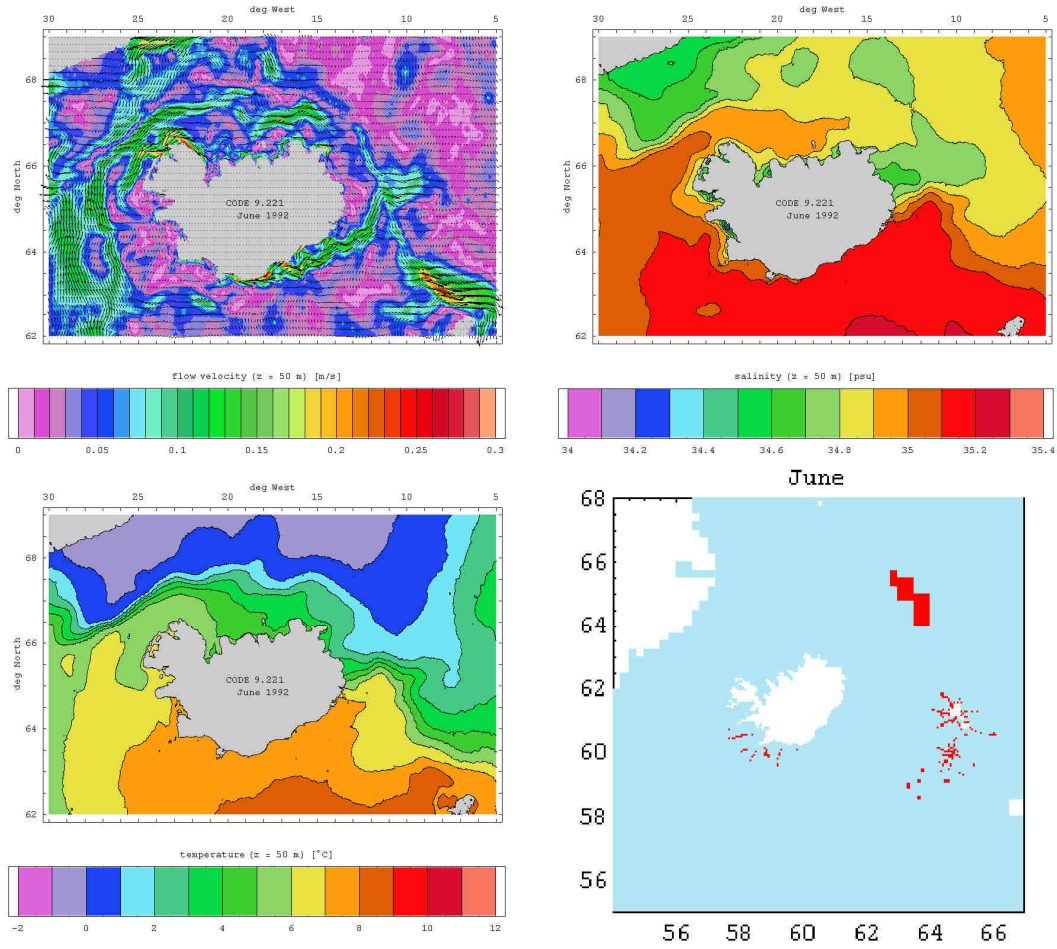 deg West
30 25 20 15 10 5
deg North
68
66
64
62
CODE 9.221
June 1992
flow velocity (z = 50 m) [m/s]
0 0.05 0.1 0.15 0.2 0.25 0.3
deg West
30 25 20 15 10 5
deg North
68
66
64
62
CODE 9.221
June 1992
salinity (z = 50 m) [psu]
34 34.2 34.4 34.6 34.8 35 35.2 35.4
deg West
30 25 20 15 10 5
deg North
68
66
64
62
CODE 9.221
June 1992
temperature (z = 50 m) [°C]
-2 0 2 4 6 8 10 12
June
68
66
64
62
60
58
56
56 58 60 62 64 66